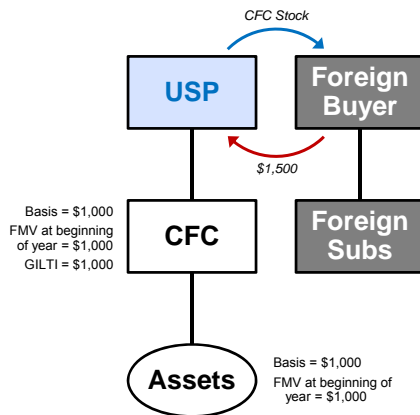 CFC Stock
USP
Foreign
Buyer
$1,500
Basis = $1,000
FMV at beginning
of year = $1,000
GILTI = $1,000
CFC
Foreign
Subs
Assets
Basis = $1,000
FMV at beginning of
year = $1,000